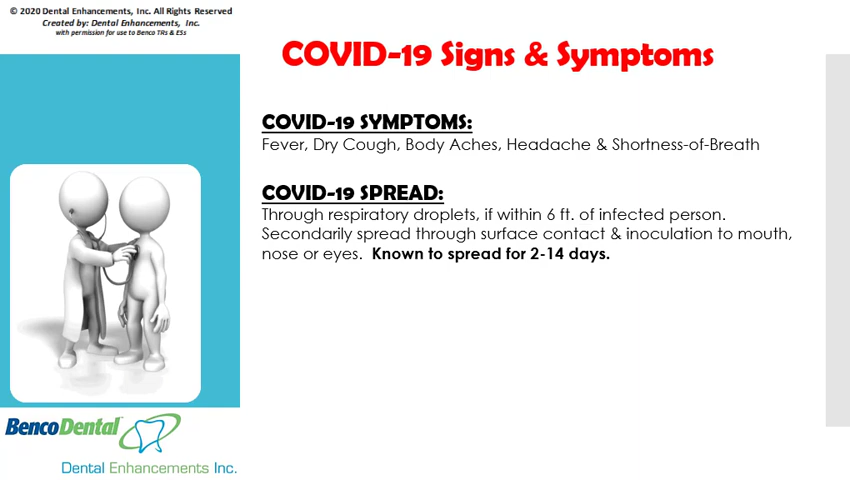 © 2020 Dental Enhancements, Inc. All Rights Reserved
Created by: Dental Enhancements, Inc.
with permission for use to Benco TRs & ESs
COVID-19 Signs & Symptoms
COVID-19 SYMPTOMS:
Fever, Dry Cough, Body Aches, Headache & Shortness-of-Breath
COVID-19 SPREAD:
Through respiratory droplets, if within 6 ft. of infected person.
Secondarily spread through surface contact & inoculation to mouth,
nose or eyes. Known to spread for 2-14 days.
BencoDental™
Dental Enhancements Inc.